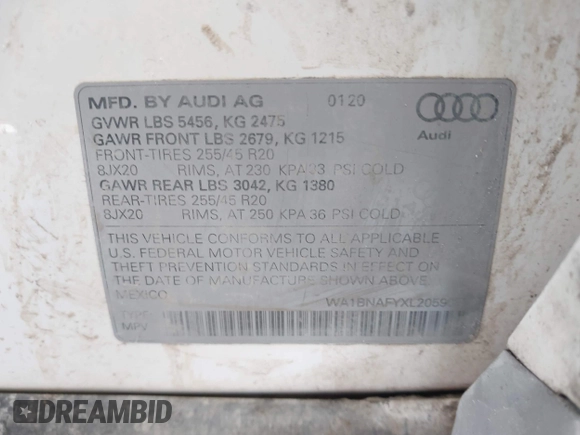 MFD. BY AUDI AG 0120
GVWR LBS 5456, KG 2475
GAWR FRONT LBS 2679, KG 1215
Audi
FRONT-TIRES 255/45 R20
8JX20 RIMS, AT 230 KPA 33 PSI COLD
GAWR REAR LBS 3042, KG 1380
REAR-TIRES 255/45 R20
8JX20 RIMS, AT 250 KPA 36 PSI COLD
THIS VEHICLE CONFORMS TO ALL APPLICABLE
U.S. FEDERAL MOTOR VEHICLE SAFETY AND
THEFT PREVENTION STANDARDS IN EFFECT ON
THE DATE OF MANUFACTURE SHOWN ABOVE
MEXICO WA1BNAFYXL2059
TYPE
MPV
DREAMBID